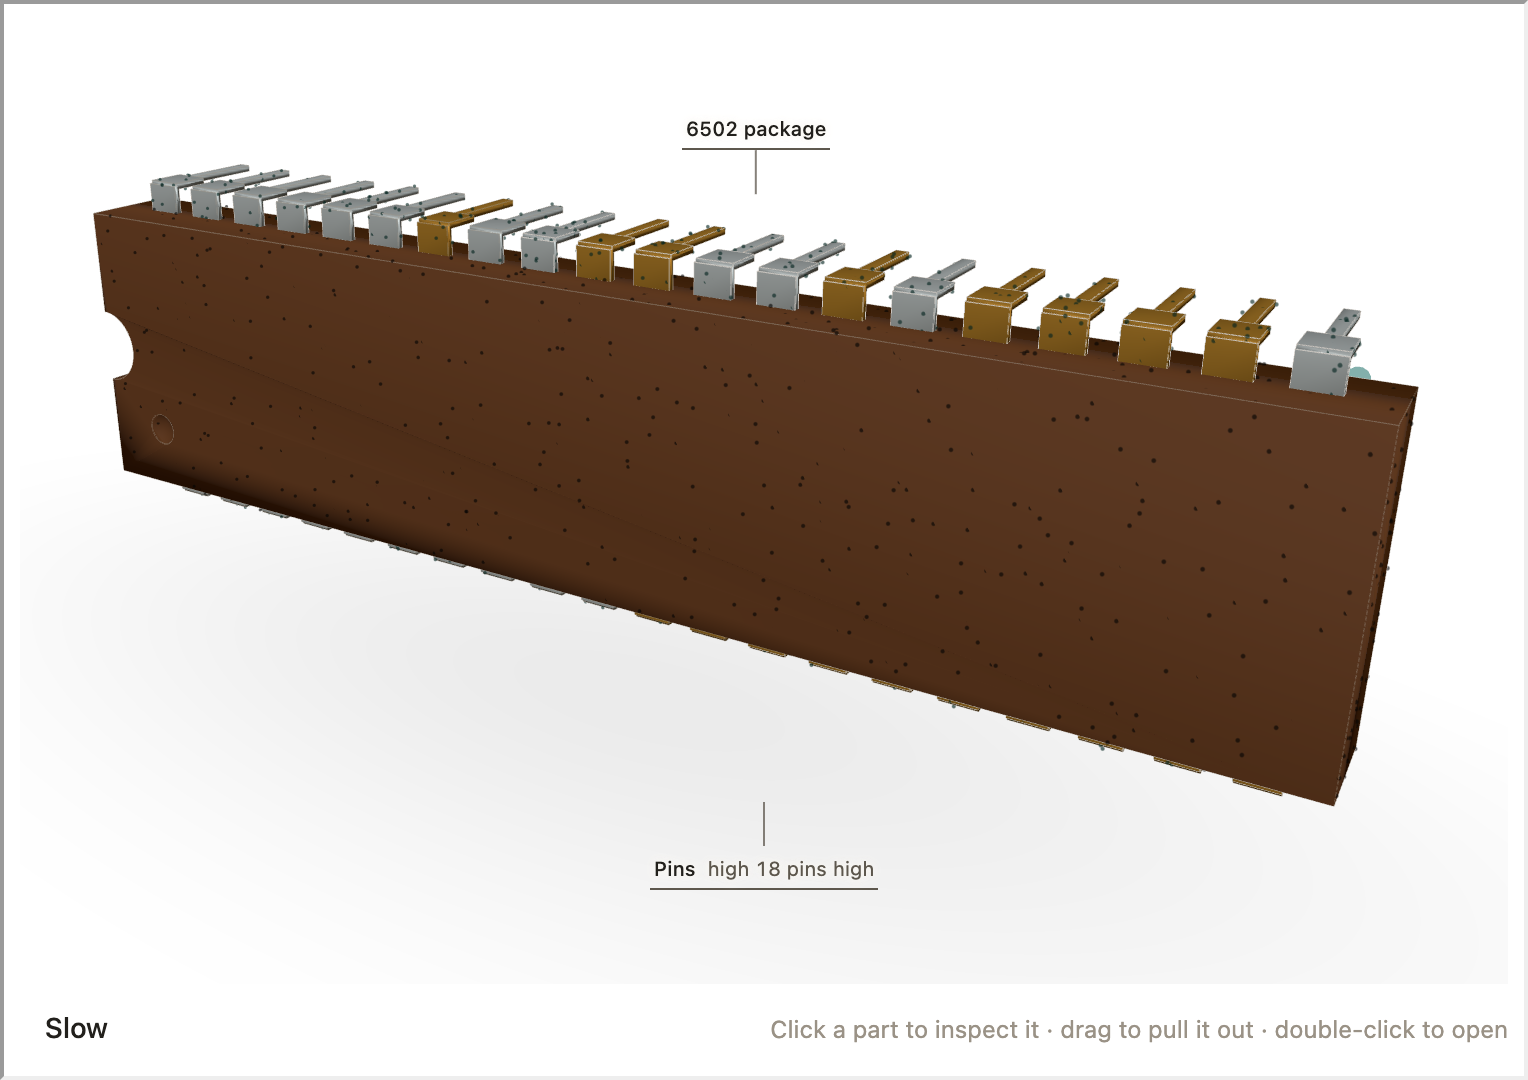 6502 package
Pins high 18 pins high
Slow
Click a part to inspect it · drag to pull it out · double-click to open